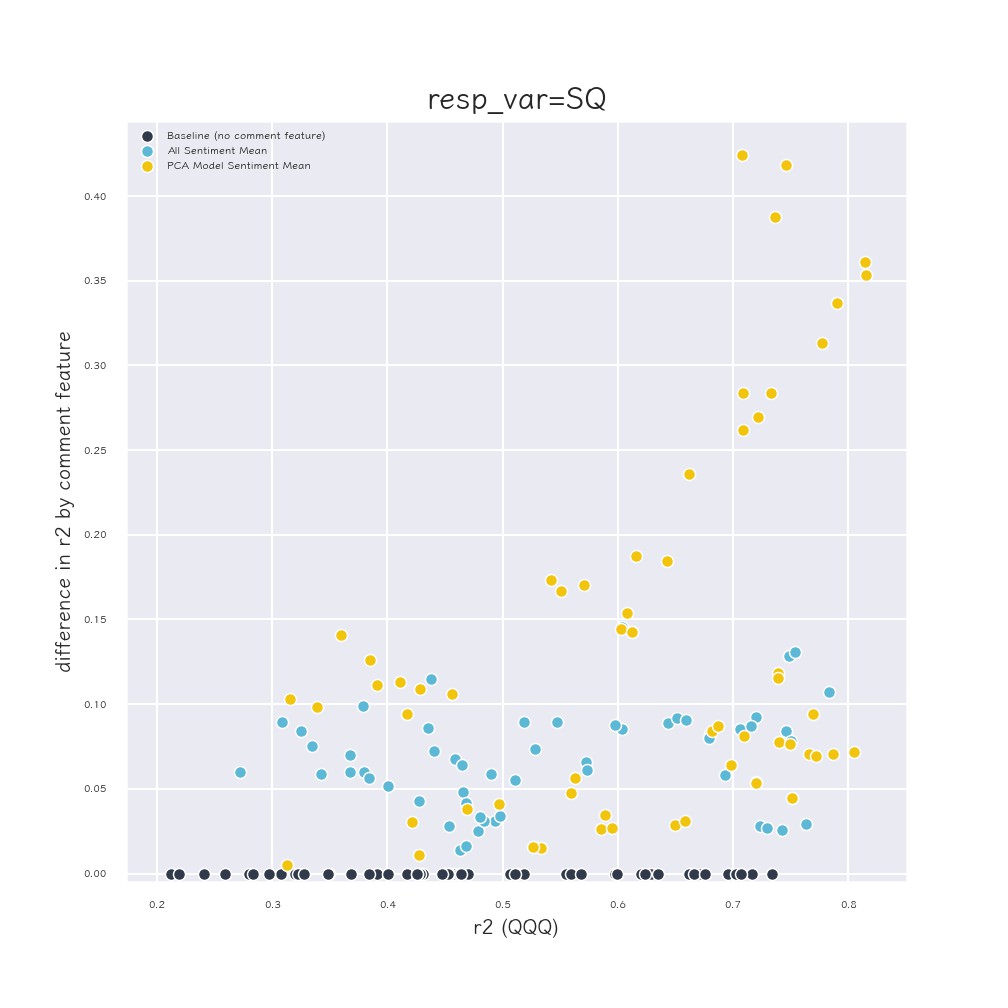 resp_var=SQ
Baseline (no comment feature)
All Sentiment Mean
PCA Model Sentiment Mean
0.40
0.35
0.30
0.25
0.20
0.15
0.10
0.05
0.00
difference in r2 by comment feature
0.2 0.3 0.4 0.5 0.6 0.7 0.8
r2 (QQQ)